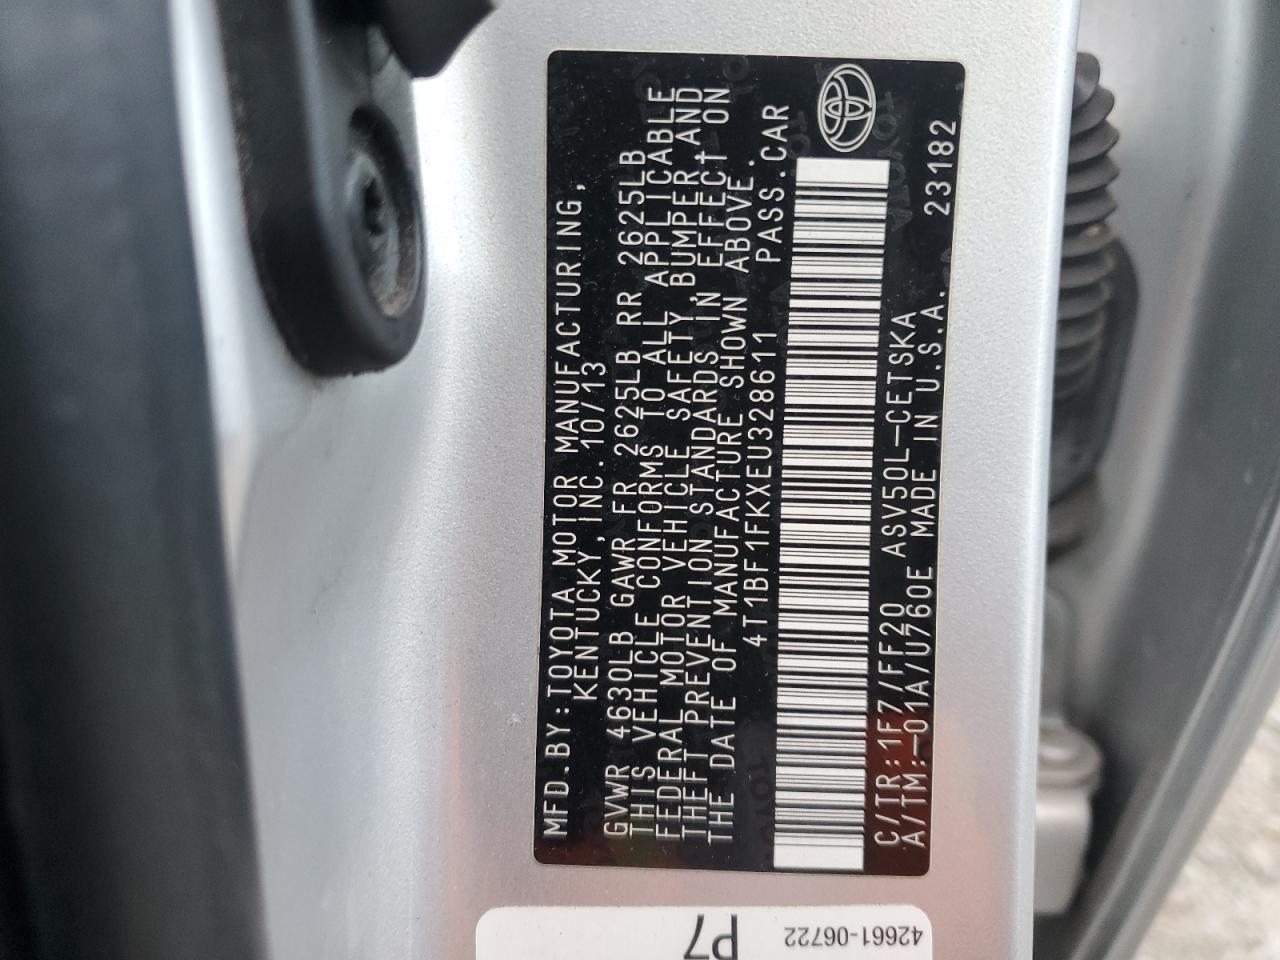 MFD.BY:TOYOTA MOTOR MANUFACTURING,
KENTUCKY,INC. 10/13
GVWR 4630LB GAWR FR 2625LB RR 2625LB
THIS VEHICLE CONFORMS TO ALL APPLICABLE
FEDERAL MOTOR VEHICLE SAFETY,BUMPER,AND
THEFT PREVENTION STANDARDS IN EFFECT ON
THE DATE OF MANUFACTURE SHOWN ABOVE.
4T1BF1FKXEU328611 PASS.CAR
C/TR:1F7/FF20 ASV50L-CETSKA
A/TM:-01A/U760E MADE IN U.S.A.
23182
42661-06722
P7